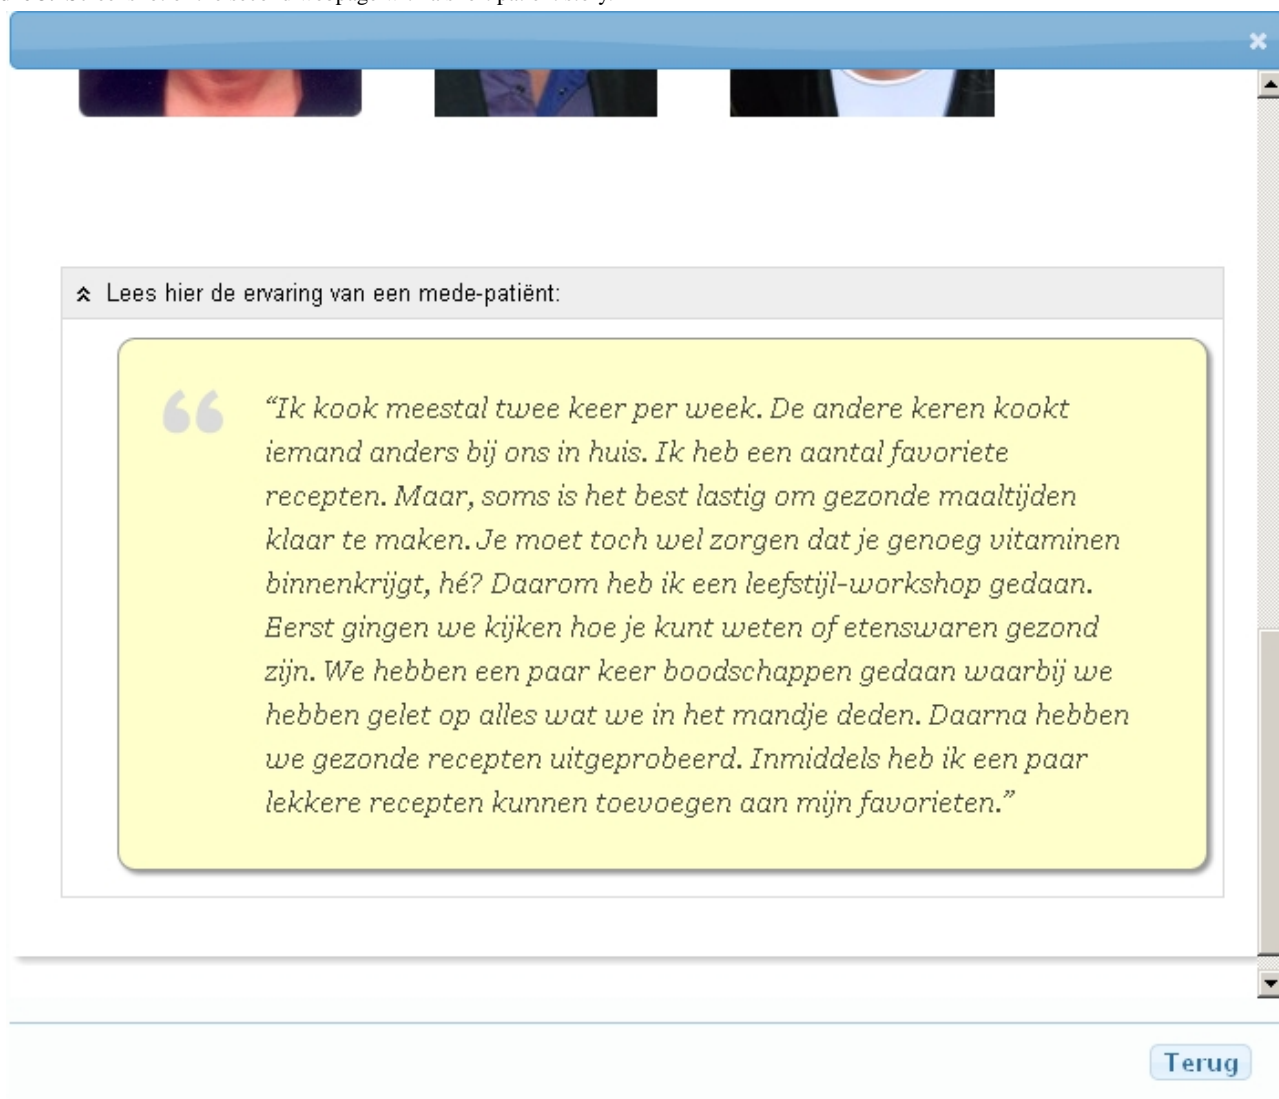 Lees hier de ervaring van een mede-patiënt:
“Ik kook meestal twee keer per week. De andere keren kookt
iemand anders bij ons in huis. Ik heb een aantal favoriete
recepten. Maar, soms is het best lastig om gezonde maaltijden
klaar te maken. Je moet toch wel zorgen dat je genoeg vitaminen
binnenkrijgt, hé? Daarom heb ik een leefstijl-workshop gedaan.
Eerst gingen we kijken hoe je kunt weten of etenswaren gezond
zijn. We hebben een paar keer boodschappen gedaan waarbij we
hebben gelet op alles wat we in het mandje deden. Daarna hebben
we gezonde recepten uitgeprobeerd. Inmiddels heb ik een paar
lekkere recepten kunnen toevoegen aan mijn favorieten.”
Terug